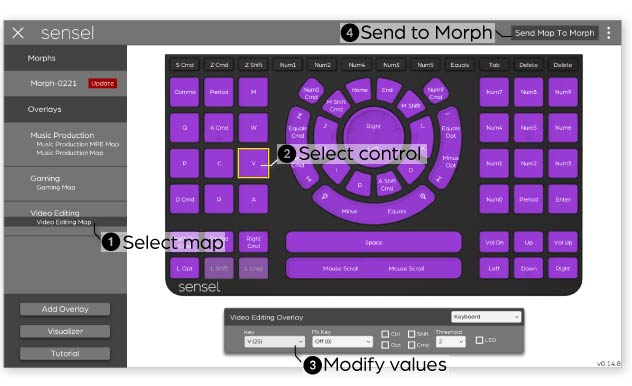 × sensel
4 Send to Morph
Send Map To Morph
Morphs
Morph-0221 Update
Overlays
Music Production
Music Production MPE Map
Music Production Map
Gaming
Gaming Map
Video Editing
Video Editing Map
1 Select map
Add Overlay
Visualizer
Tutorial
S Cmd Z Cmd Z Shift Num1 Num2 Num4 Num3 Num5 Equals Tab Delete Delete
Comma Period M
Num0 Cmd
Home End
Num9 Cmd
Num7 Num8 Num9
M Shift Cmd
M Shift
Q K Cmd W
Equals Cmd
J Right L
Equals Opt
Num4 Num5 Num6
P C V
2 Select control
Minus Opt
Num1 Num2 Num3
I D
A Shift Cmd
D
D Cmd R A
Minus Equals
Num0 Period Enter
Right Cmd
Space
Vol Dn Up Vol Up
L Opt L Shift L Cmd
Mouse Scroll Mouse Scroll
Left Down Right
sensel
Video Editing Overlay Keyboard
Key FN Key Ctrl Shift Threshold
V (25) Off (0) Opt Cmd 2 LED
3 Modify values
v0.14.8